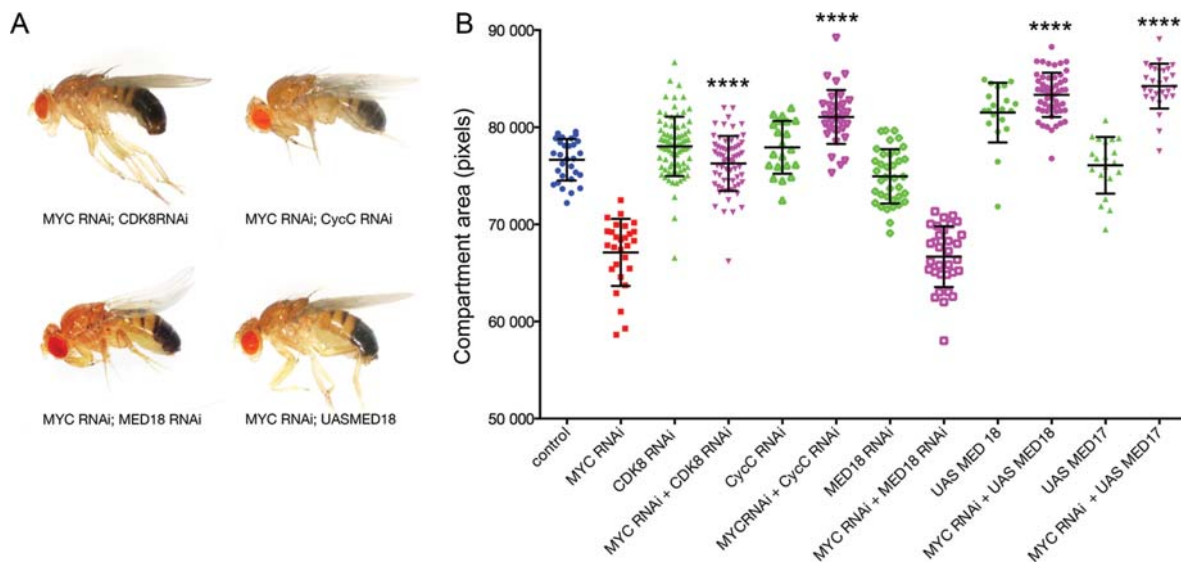 A
MYC RNAi; CDK8RNAi
MYC RNAi; CycC RNAi
MYC RNAi; MED18 RNAi
MYC RNAi; UASMED18
B
Compartment area (pixels)
90 000
80 000
70 000
60 000
50 000
****
****
****
****
control
MYC RNAi
CDK8 RNAi
MYC RNAi + CDK8 RNAi
CycC RNAi
MYCRNAi + CycC RNAi
MED18 RNAi
MYC RNAi + MED18 RNAi
UAS MED 18
MYC RNAi + UAS MED18
UAS MED17
MYC RNAi + UAS MED17